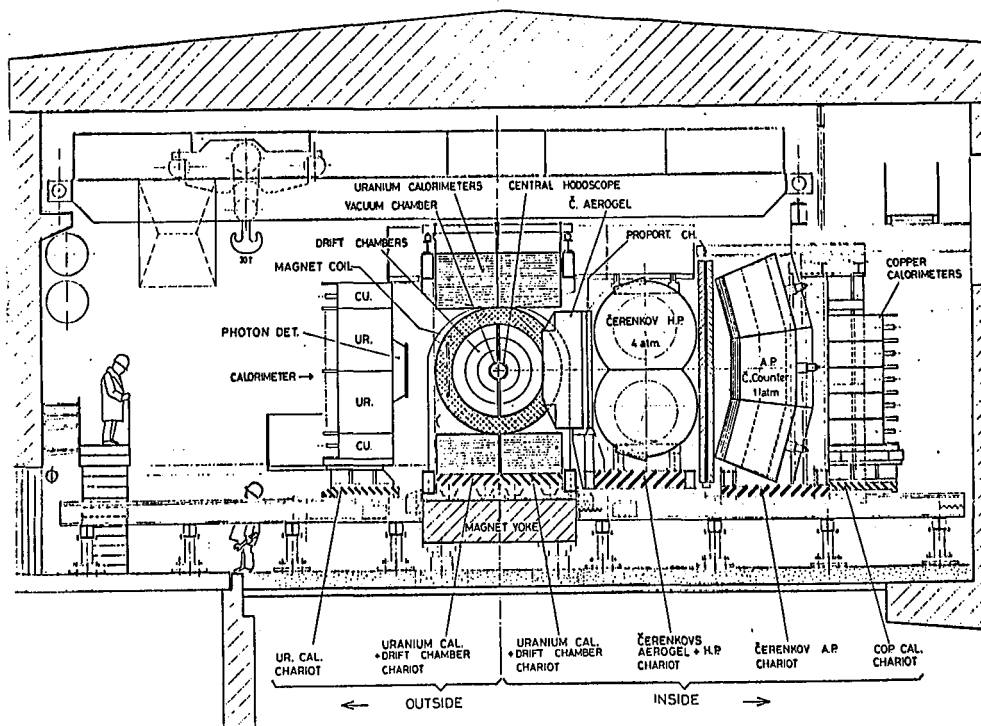 URANIUM CALORIMETERS
VACUUM CHAMBER
CENTRAL HODOSCOPE
Č. AEROGEL
30T
DRIFT CHAMBERS
MAGNET COIL
PROPORT. CH.
COPPER
CALORIMETERS
CU.
UR.
PHOTON DET.
CALORIMETER →
UR.
CU.
ČERENKOV H.P.
4 atm.
A.P.
Č.Counter
1 atm
MAGNET YOKE
UR. CAL.
CHARIOT
URANIUM CAL.
+DRIFT CHAMBER
CHARIOT
URANIUM CAL.
+DRIFT CHAMBER
CHARIOT
ČERENKOVS
AEROGEL + H.P.
CHARIOT
ČERENKOV A.P.
CHARIOT
COP CAL.
CHARIOT
← OUTSIDE
INSIDE →